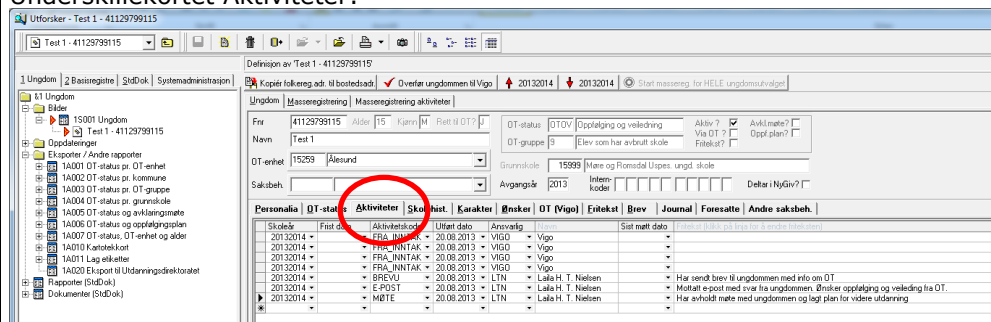 Underskillekortet Aktiviteter:
Utforsker - Test 1 - 41129799115
Test 1 - 41129799115
Definisjon av 'Test 1 - 41129799115'
1 Ungdom 2 Basisregistre StdDok Systemadministrasjon
Kopiér folkereg.adr. til bostedsadr. Overfør ungdommen til Vigo 20132014 20132014 Start massereg. for HELE ungdomsutvalget
&1 Ungdom
Bilder
1S001 Ungdom
Test 1 - 41129799115
Oppdateringer
Eksporter / Andre rapporter
1A001 OT-status pr. OT-enhet
1A002 OT-status pr. kommune
1A003 OT-status pr. OT-gruppe
1A004 OT-status pr. grunnskole
1A005 OT-status og avklaringsmøte
1A006 OT-status og oppfølgingsplan
1A007 OT-status, OT-enhet og alder
1A010 Kartotekkort
1A011 Lag etiketter
1A020 Eksport til Utdanningsdirektoratet
Rapporter (StdDok)
Dokumenter (StdDok)
Ungdom Masseregistrering Masseregistrering aktiviteter
Fnr 41129799115 Alder 15 Kjønn M Rett til OT? J OT-status OTOV Oppfølging og veiledning Aktiv ? Avkl.møte?
Via OT ? Oppf.plan?
Navn Test 1 OT-gruppe 9 Elev som har avbrutt skole Fritekst?
OT-enhet 15259 Ålesund Grunnskole 15999 Møre og Romsdal Uspes. ungd. skole
Saksbeh. Avgangsår 2013 Intern-koder Deltar i NyGiv?
Personalia OT-status Aktiviteter Skolehist. Karakter Ønsker OT (Vigo) Fritekst Brev Journal Foresatte Andre saksbeh.
Skoleår Frist dato Aktivitetskode Utført dato Ansvarlig Navn Sist møtt dato Fritekst (Klikk på linja for å endre friteksten)
20132014 FRA_INNTAK 20.08.2013 VIGO Vigo
20132014 FRA_INNTAK 20.08.2013 VIGO Vigo
20132014 FRA_INNTAK 20.08.2013 VIGO Vigo
20132014 FRA_INNTAK 20.08.2013 VIGO Vigo
20132014 BREVU 20.08.2013 LTN Laila H. T. Nielsen Har sendt brev til ungdommen med info om OT
20132014 E-POST 20.08.2013 LTN Laila H. T. Nielsen Mottatt e-post med svar fra ungdommen. Ønsker oppfølging og veileding fra OT.
20132014 MØTE 20.08.2013 LTN Laila H. T. Nielsen Har avholdt møte med ungdommen og lagt plan for videre utdanning